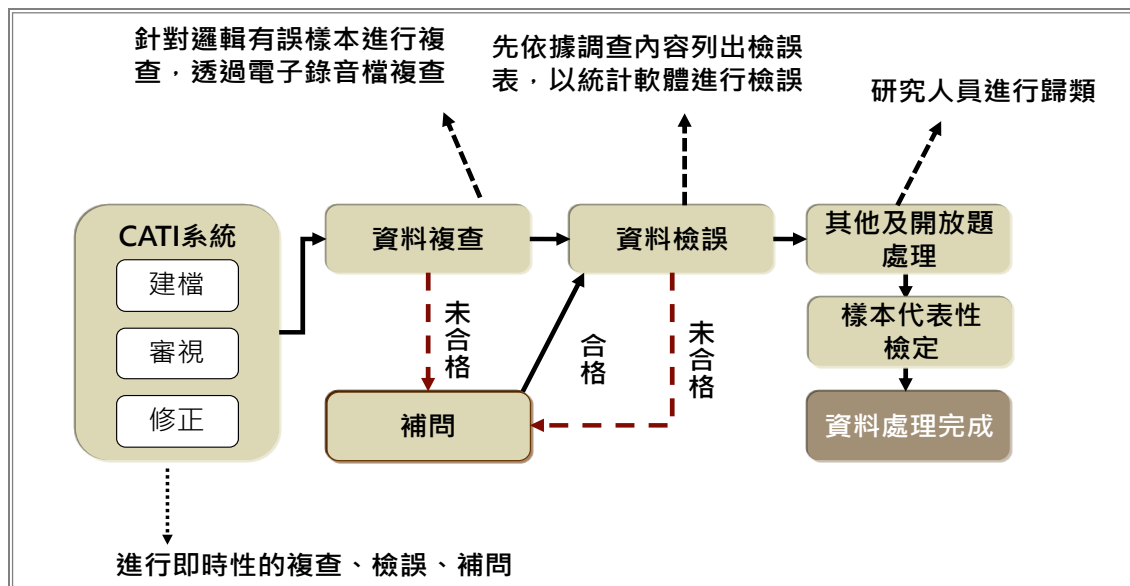 針對邏輯有誤樣本進行複
查，透過電子錄音檔複查
先依據調查內容列出檢誤
表，以統計軟體進行檢誤
研究人員進行歸類
CATI系統
建檔
審視
修正
資料複查
資料檢誤
其他及開放題
處理
未合格
合格
未合格
樣本代表性
檢定
補問
資料處理完成
進行即時性的複查、檢誤、補問